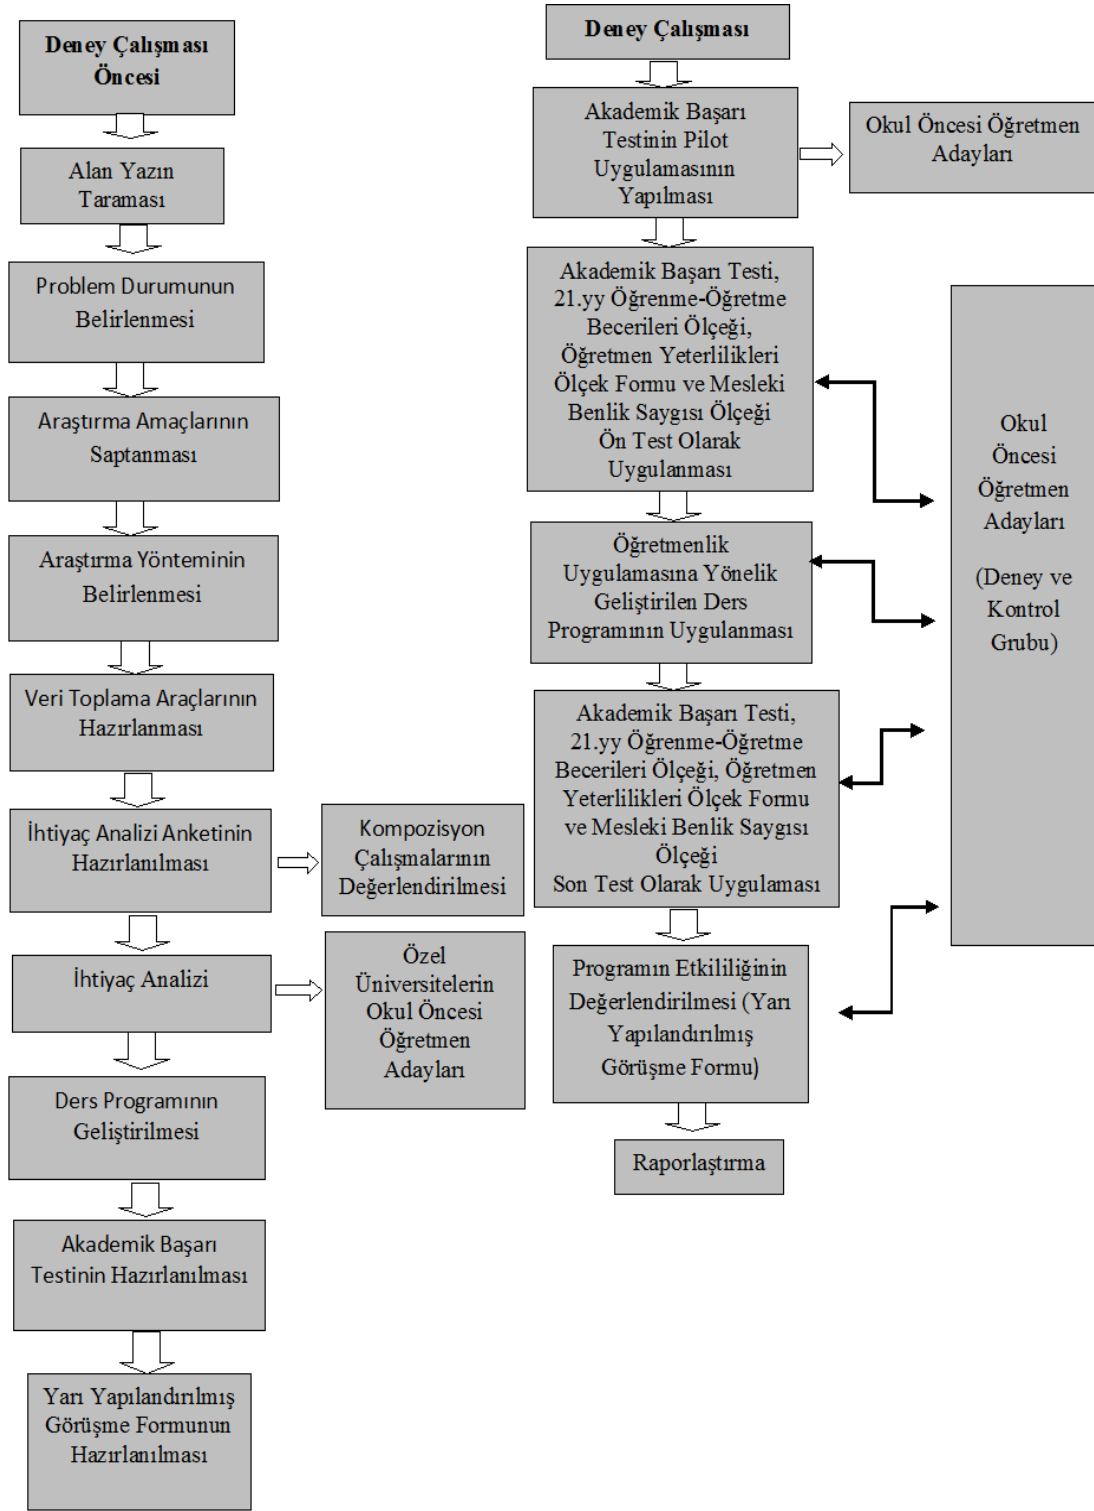 Deney Çalışması
Öncesi
Alan Yazın
Taraması
Problem Durumunun
Belirlenmesi
Araştırma Amaçlarının
Saptanması
Araştırma Yönteminin
Belirlenmesi
Veri Toplama Araçlarının
Hazırlanması
İhtiyaç Analizi Anketinin
Hazırlanılması
Kompozisyon
Çalışmalarının
Değerlendirilmesi
İhtiyaç Analizi
Özel
Üniversitelerin
Okul Öncesi
Öğretmen
Adayları
Ders Programının
Geliştirilmesi
Akademik Başarı
Testinin Hazırlanılması
Yarı Yapılandırılmış
Görüşme Formunun
Hazırlanılması
Deney Çalışması
Akademik Başarı
Testinin Pilot
Uygulamasının
Yapılması
Okul Öncesi Öğretmen
Adayları
Akademik Başarı Testi,
21.yy Öğrenme-Öğretme
Becerileri Ölçeği,
Öğretmen Yeterlilikleri
Ölçek Formu ve Mesleki
Benlik Saygısı Ölçeği
Ön Test Olarak
Uygulanması
Öğretmenlik
Uygulamasına Yönelik
Geliştirilen Ders
Programının Uygulanması
Akademik Başarı Testi,
21.yy Öğrenme-Öğretme
Becerileri Ölçeği, Öğretmen
Yeterlilikleri Ölçek Formu
ve Mesleki Benlik Saygısı
Ölçeği
Son Test Olarak Uygulaması
Programın Etkililiğinin
Değerlendirilmesi (Yarı
Yapılandırılmış
Görüşme Formu)
Raporlaştırma
Okul
Öncesi
Öğretmen
Adayları
(Deney ve
Kontrol
Grubu)